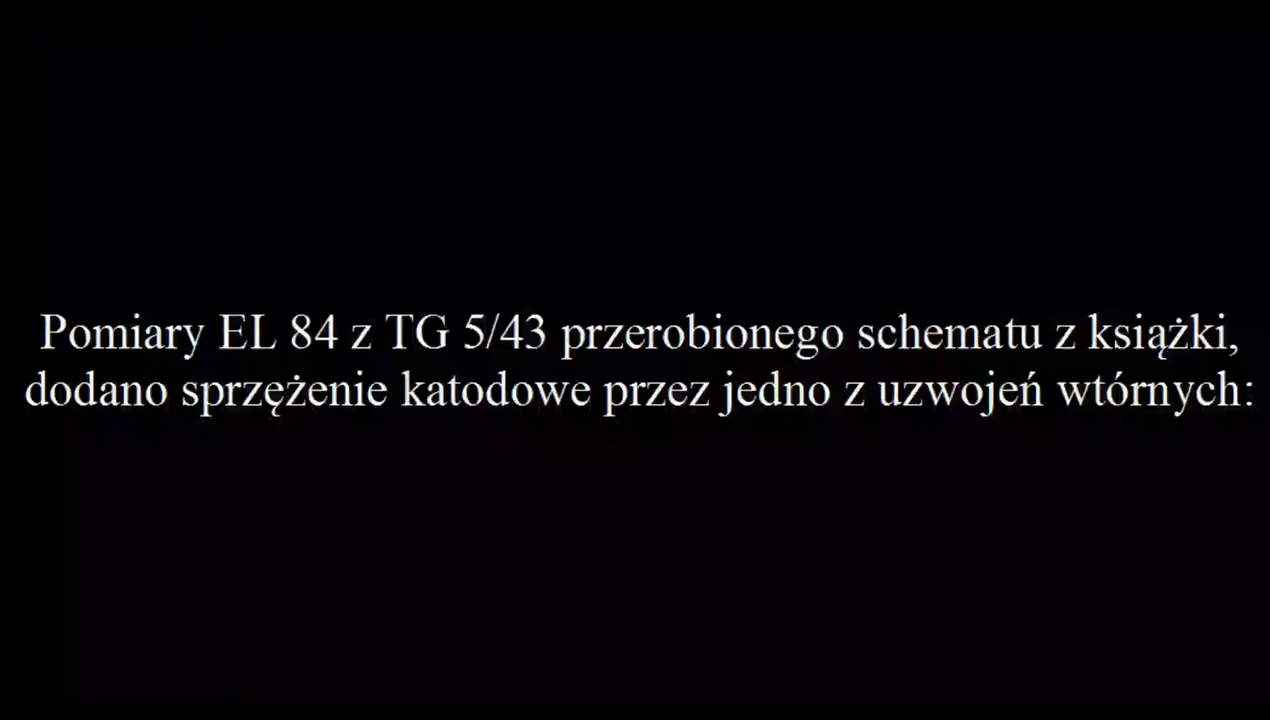 Pomiary EL 84 z TG 5/43 przerobionego schematu z książki,
dodano sprzężenie katodowe przez jedno z uzwojeń wtórnych: